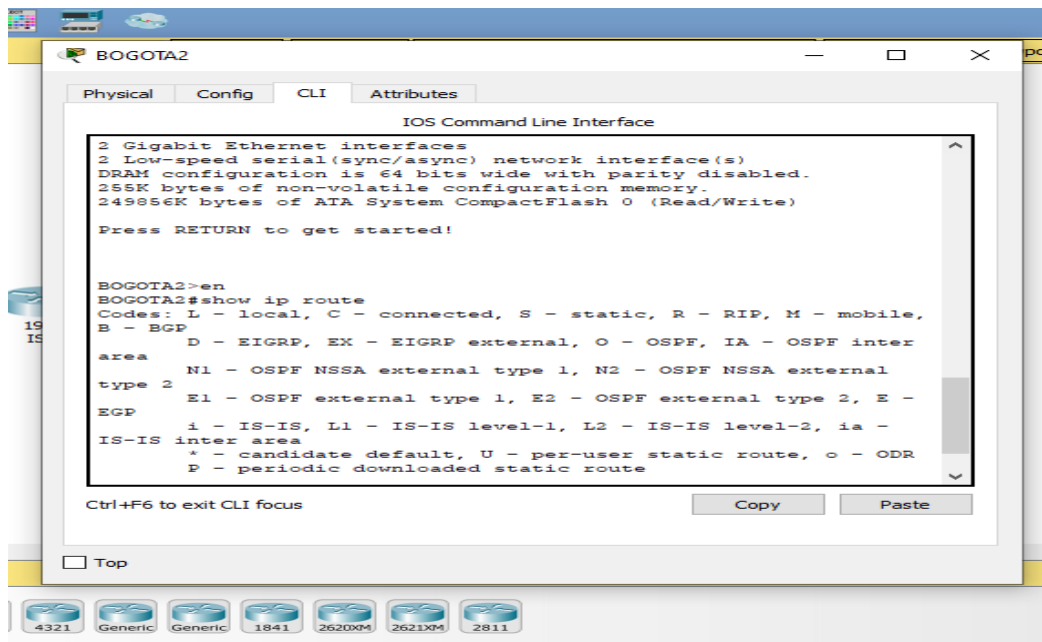 BOGOTA2
Physical Config CLI Attributes
IOS Command Line Interface
2 Gigabit Ethernet interfaces
2 Low-speed serial(sync/async) network interface(s)
DRAM configuration is 64 bits wide with parity disabled.
255K bytes of non-volatile configuration memory.
249856K bytes of ATA System CompactFlash 0 (Read/Write)
Press RETURN to get started!
BOGOTA2>en
BOGOTA2#show ip route
Codes: L - local, C - connected, S - static, R - RIP, M - mobile,
B - BGP
D - EIGRP, EX - EIGRP external, O - OSPF, IA - OSPF inter
area
N1 - OSPF NSSA external type 1, N2 - OSPF NSSA external
type 2
E1 - OSPF external type 1, E2 - OSPF external type 2, E -
EGP
i - IS-IS, L1 - IS-IS level-1, L2 - IS-IS level-2, ia -
IS-IS inter area
* - candidate default, U - per-user static route, o - ODR
P - periodic downloaded static route
19
IS
Ctrl+F6 to exit CLI focus
Copy Paste
Top
4321 Generic Generic 1841 2620XM 2621XM 2811